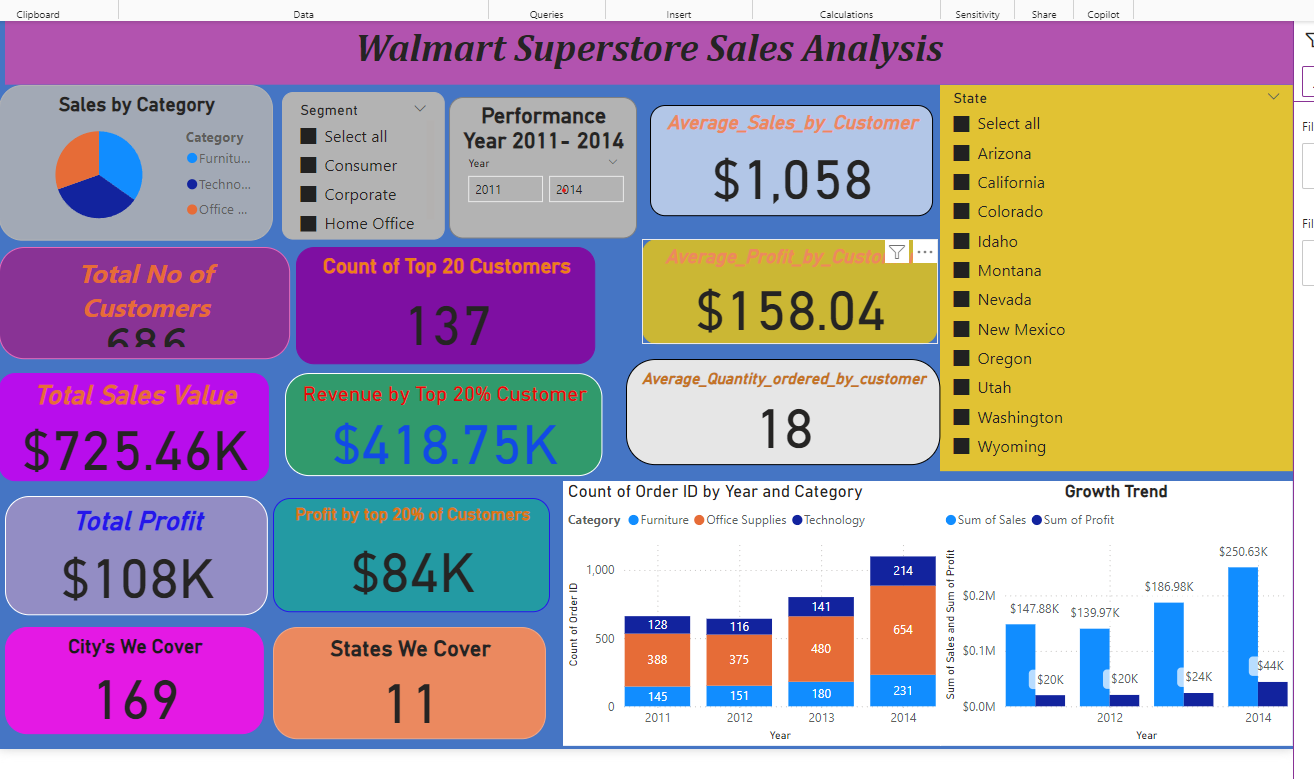 Clipboard
Data
Queries
Insert
Calculations
Sensitivity
Share
Copilot
Walmart Superstore Sales Analysis
Sales by Category
Category
Furnitu...
Techno...
Office ...
Segment
Select all
Consumer
Corporate
Home Office
Performance
Year 2011- 2014
Year
2011
2014
Average_Sales_by_Customer
$1,058
State
Select all
Arizona
California
Colorado
Idaho
Montana
Nevada
New Mexico
Oregon
Utah
Washington
Wyoming
Total No of
Customers
686
Count of Top 20 Customers
137
Average_Profit_by_Custo
$158.04
Total Sales Value
$725.46K
Revenue by Top 20% Customer
$418.75K
Average_Quantity_ordered_by_customer
18
Total Profit
$108K
Profit by top 20% of Customers
$84K
City's We Cover
169
States We Cover
11
Count of Order ID by Year and Category
Category Furniture Office Supplies Technology
Count of Order ID
1,000
500
0
128
388
145
116
375
151
141
480
180
214
654
231
2011 2012 2013 2014
Year
Growth Trend
Sum of Sales Sum of Profit
Sum of Sales and Sum of Profit
$0.2M
$0.1M
$0.0M
$147.88K
$20K
$139.97K
$20K
$186.98K
$24K
$250.63K
$44K
2012 2014
Year
Fil
Fil